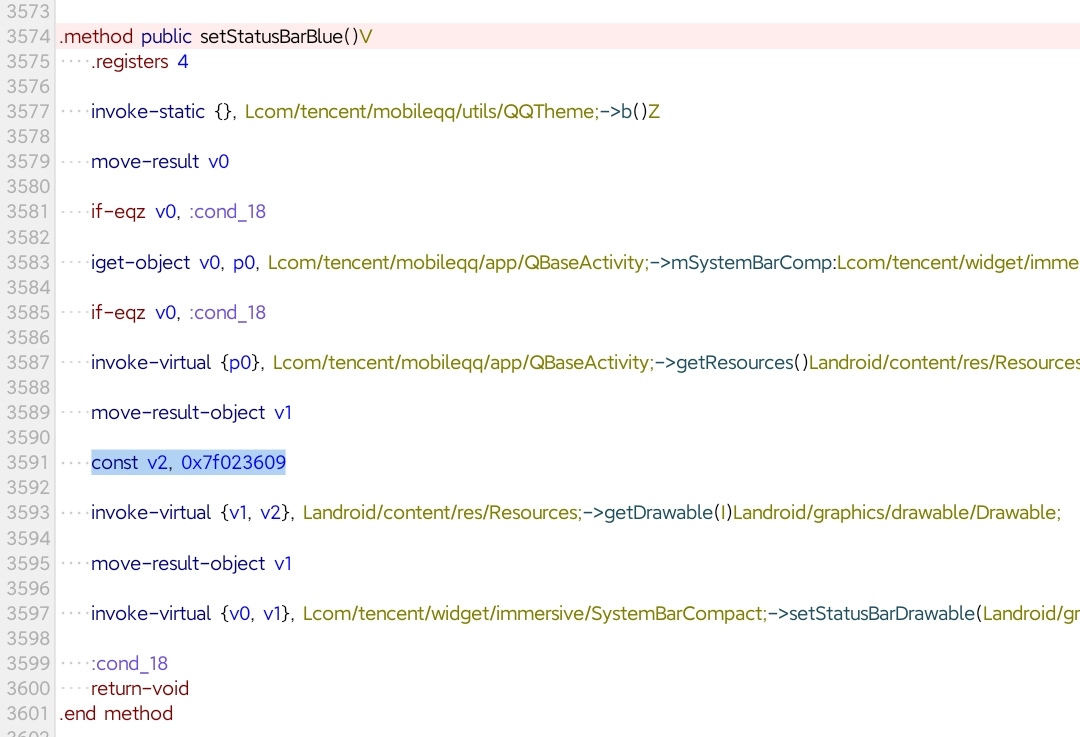 3573
3574 .method public setStatusBarBlue()V
3575 ····.registers 4
3576
3577 ····invoke-static {}, Lcom/tencent/mobileqq/utils/QQTheme;->b()Z
3578
3579 ····move-result v0
3580
3581 ····if-eqz v0, :cond_18
3582
3583 ····iget-object v0, p0, Lcom/tencent/mobileqq/app/QBaseActivity;->mSystemBarComp:Lcom/tencent/widget/imme
3584
3585 ····if-eqz v0, :cond_18
3586
3587 ····invoke-virtual {p0}, Lcom/tencent/mobileqq/app/QBaseActivity;->getResources()Landroid/content/res/Resources
3588
3589 ····move-result-object v1
3590
3591 ····const v2, 0x7f023609
3592
3593 ····invoke-virtual {v1, v2}, Landroid/content/res/Resources;->getDrawable(I)Landroid/graphics/drawable/Drawable;
3594
3595 ····move-result-object v1
3596
3597 ····invoke-virtual {v0, v1}, Lcom/tencent/widget/immersive/SystemBarCompact;->setStatusBarDrawable(Landroid/gr
3598
3599 ····:cond_18
3600 ····return-void
3601 .end method
3602